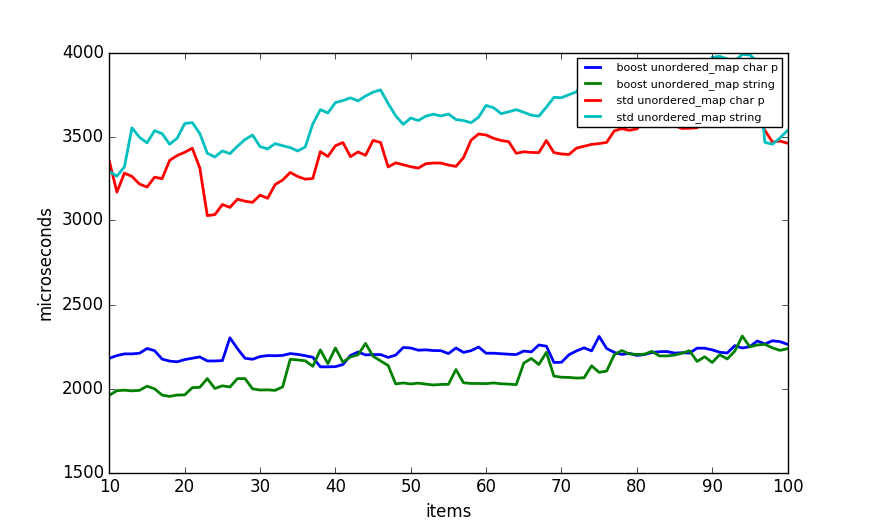 4000
3500
3000
2500
2000
1500
microseconds
boost unordered_map char p
boost unordered_map string
std unordered_map char p
std unordered_map string
10 20 30 40 50 60 70 80 90 100
items